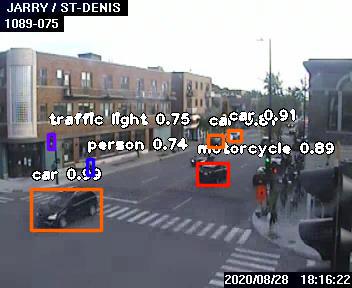 JARRY / ST-DENIS
1089-075
traffic light 0.75
car 0.91
person 0.74
motorcycle 0.89
car 0.99
2020/08/28 18:16:22